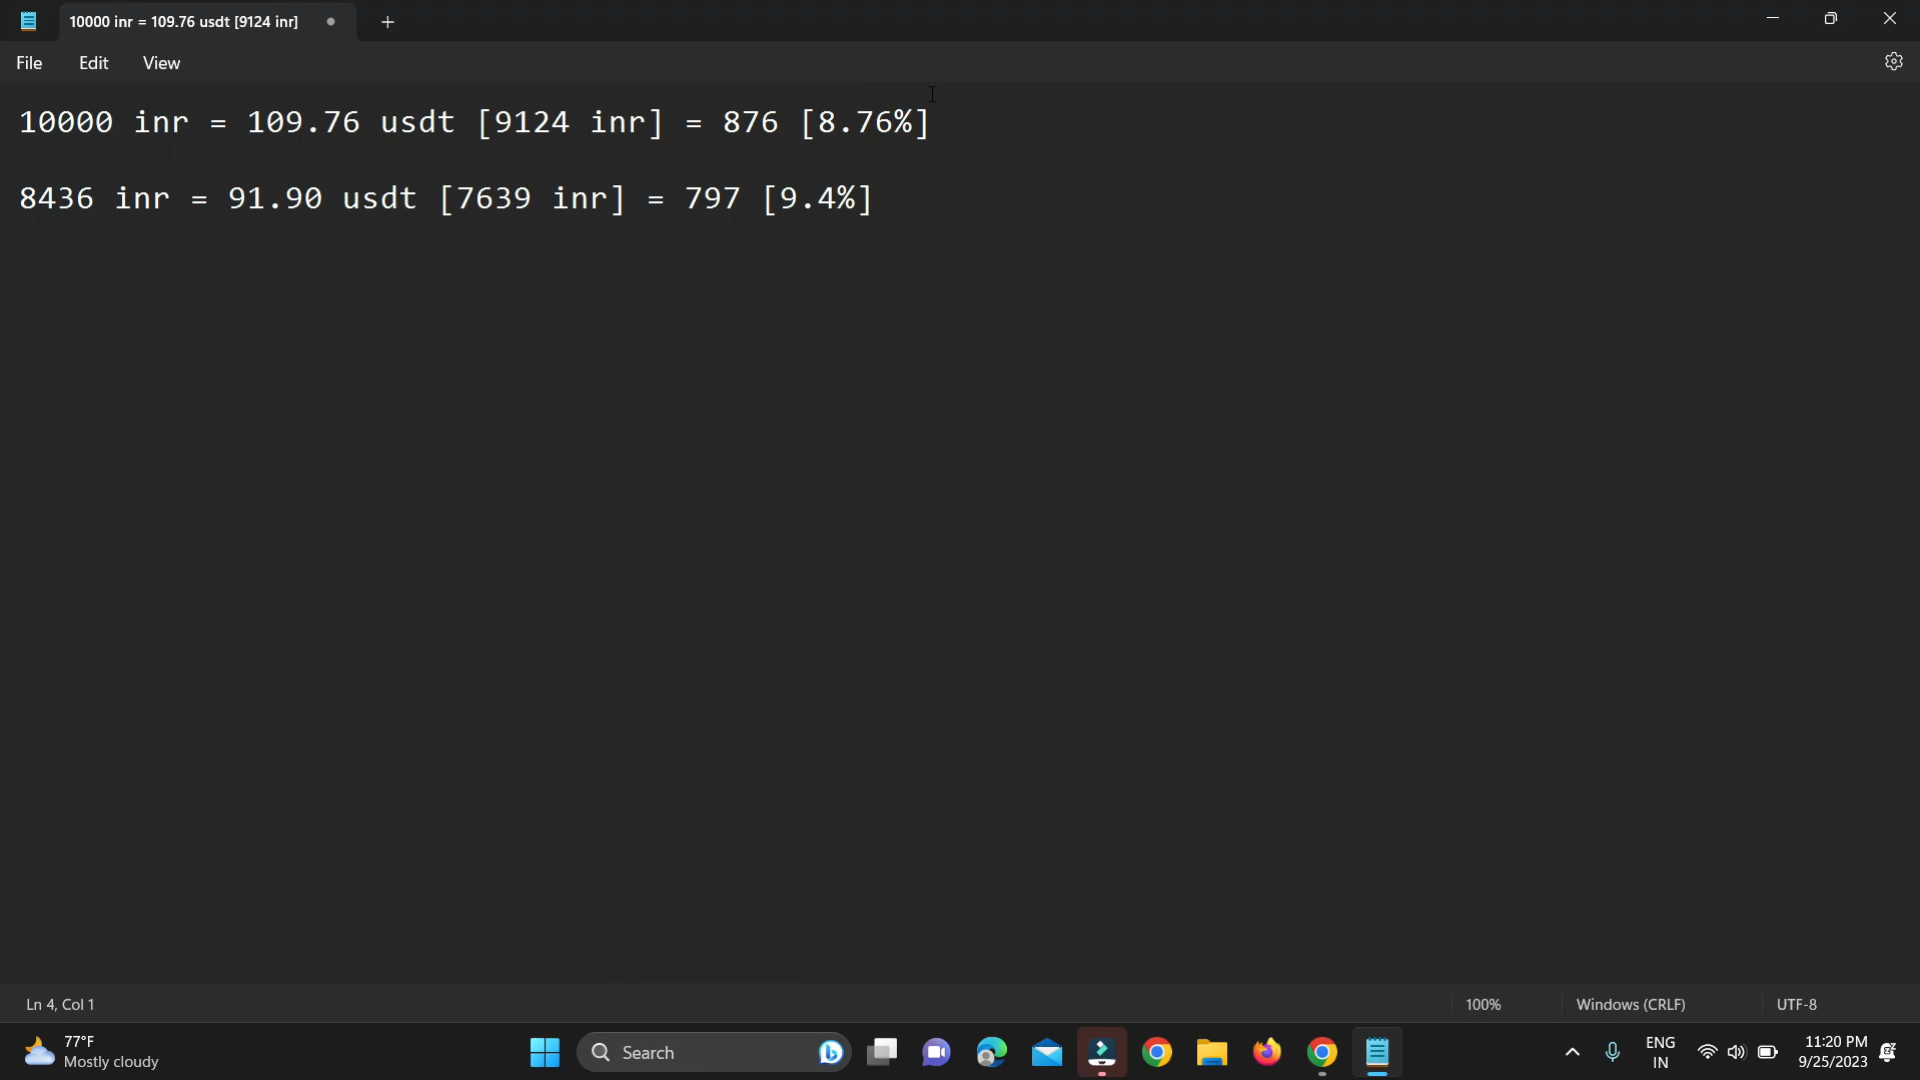 10000 inr = 109.76 usdt [9124 inr]
File Edit View
10000 inr = 109.76 usdt [9124 inr] = 876 [8.76%]
8436 inr = 91.90 usdt [7639 inr] = 797 [9.4%]
Ln 4, Col 1 100% Windows (CRLF) UTF-8
77°F
Mostly cloudy
Search
ENG
IN
11:20 PM
9/25/2023